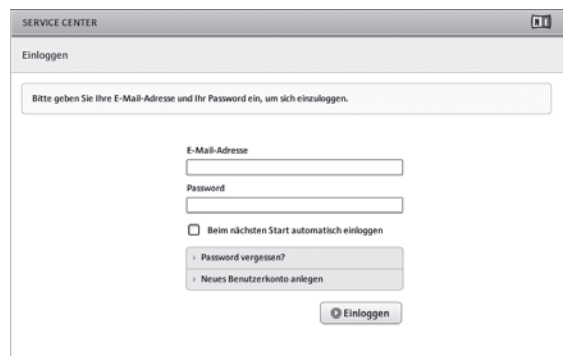 SERVICE CENTER
NI
Einloggen
Bitte geben Sie Ihre E-Mail-Adresse und Ihr Password ein, um sich einzuloggen.
E-Mail-Adresse
Password
Beim nächsten Start automatisch einloggen
› Password vergessen?
› Neues Benutzerkonto anlegen
Einloggen